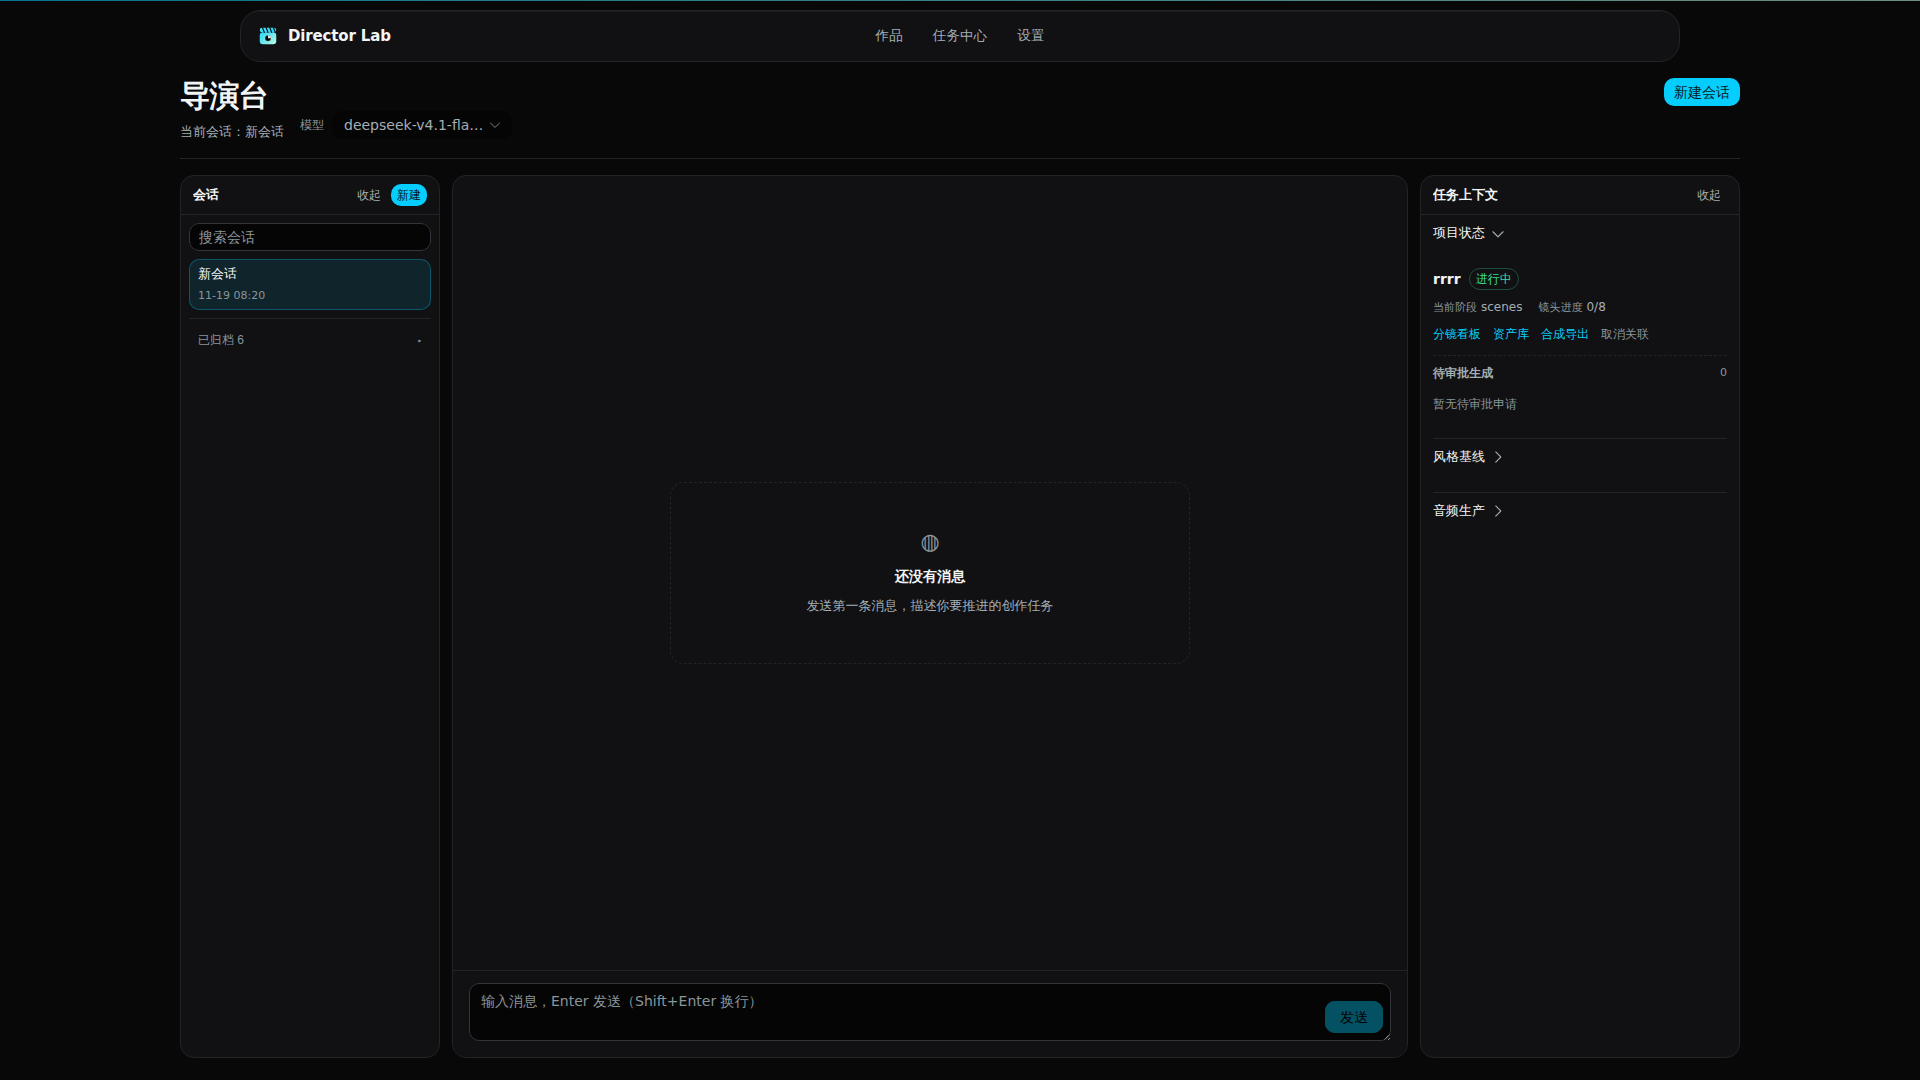 Director Lab
作品 任务中心 设置
导演台
新建会话
当前会话：新会话 模型 deepseek-v4.1-fla...
会话 收起 新建
搜索会话
新会话
11-19 08:20
已归档 6
还没有消息
发送第一条消息，描述你要推进的创作任务
输入消息，Enter 发送（Shift+Enter 换行）
发送
任务上下文 收起
项目状态
rrrr 进行中
当前阶段 scenes 镜头进度 0/8
分镜看板 资产库 合成导出 取消关联
待审批生成 0
暂无待审批申请
风格基线
音频生产